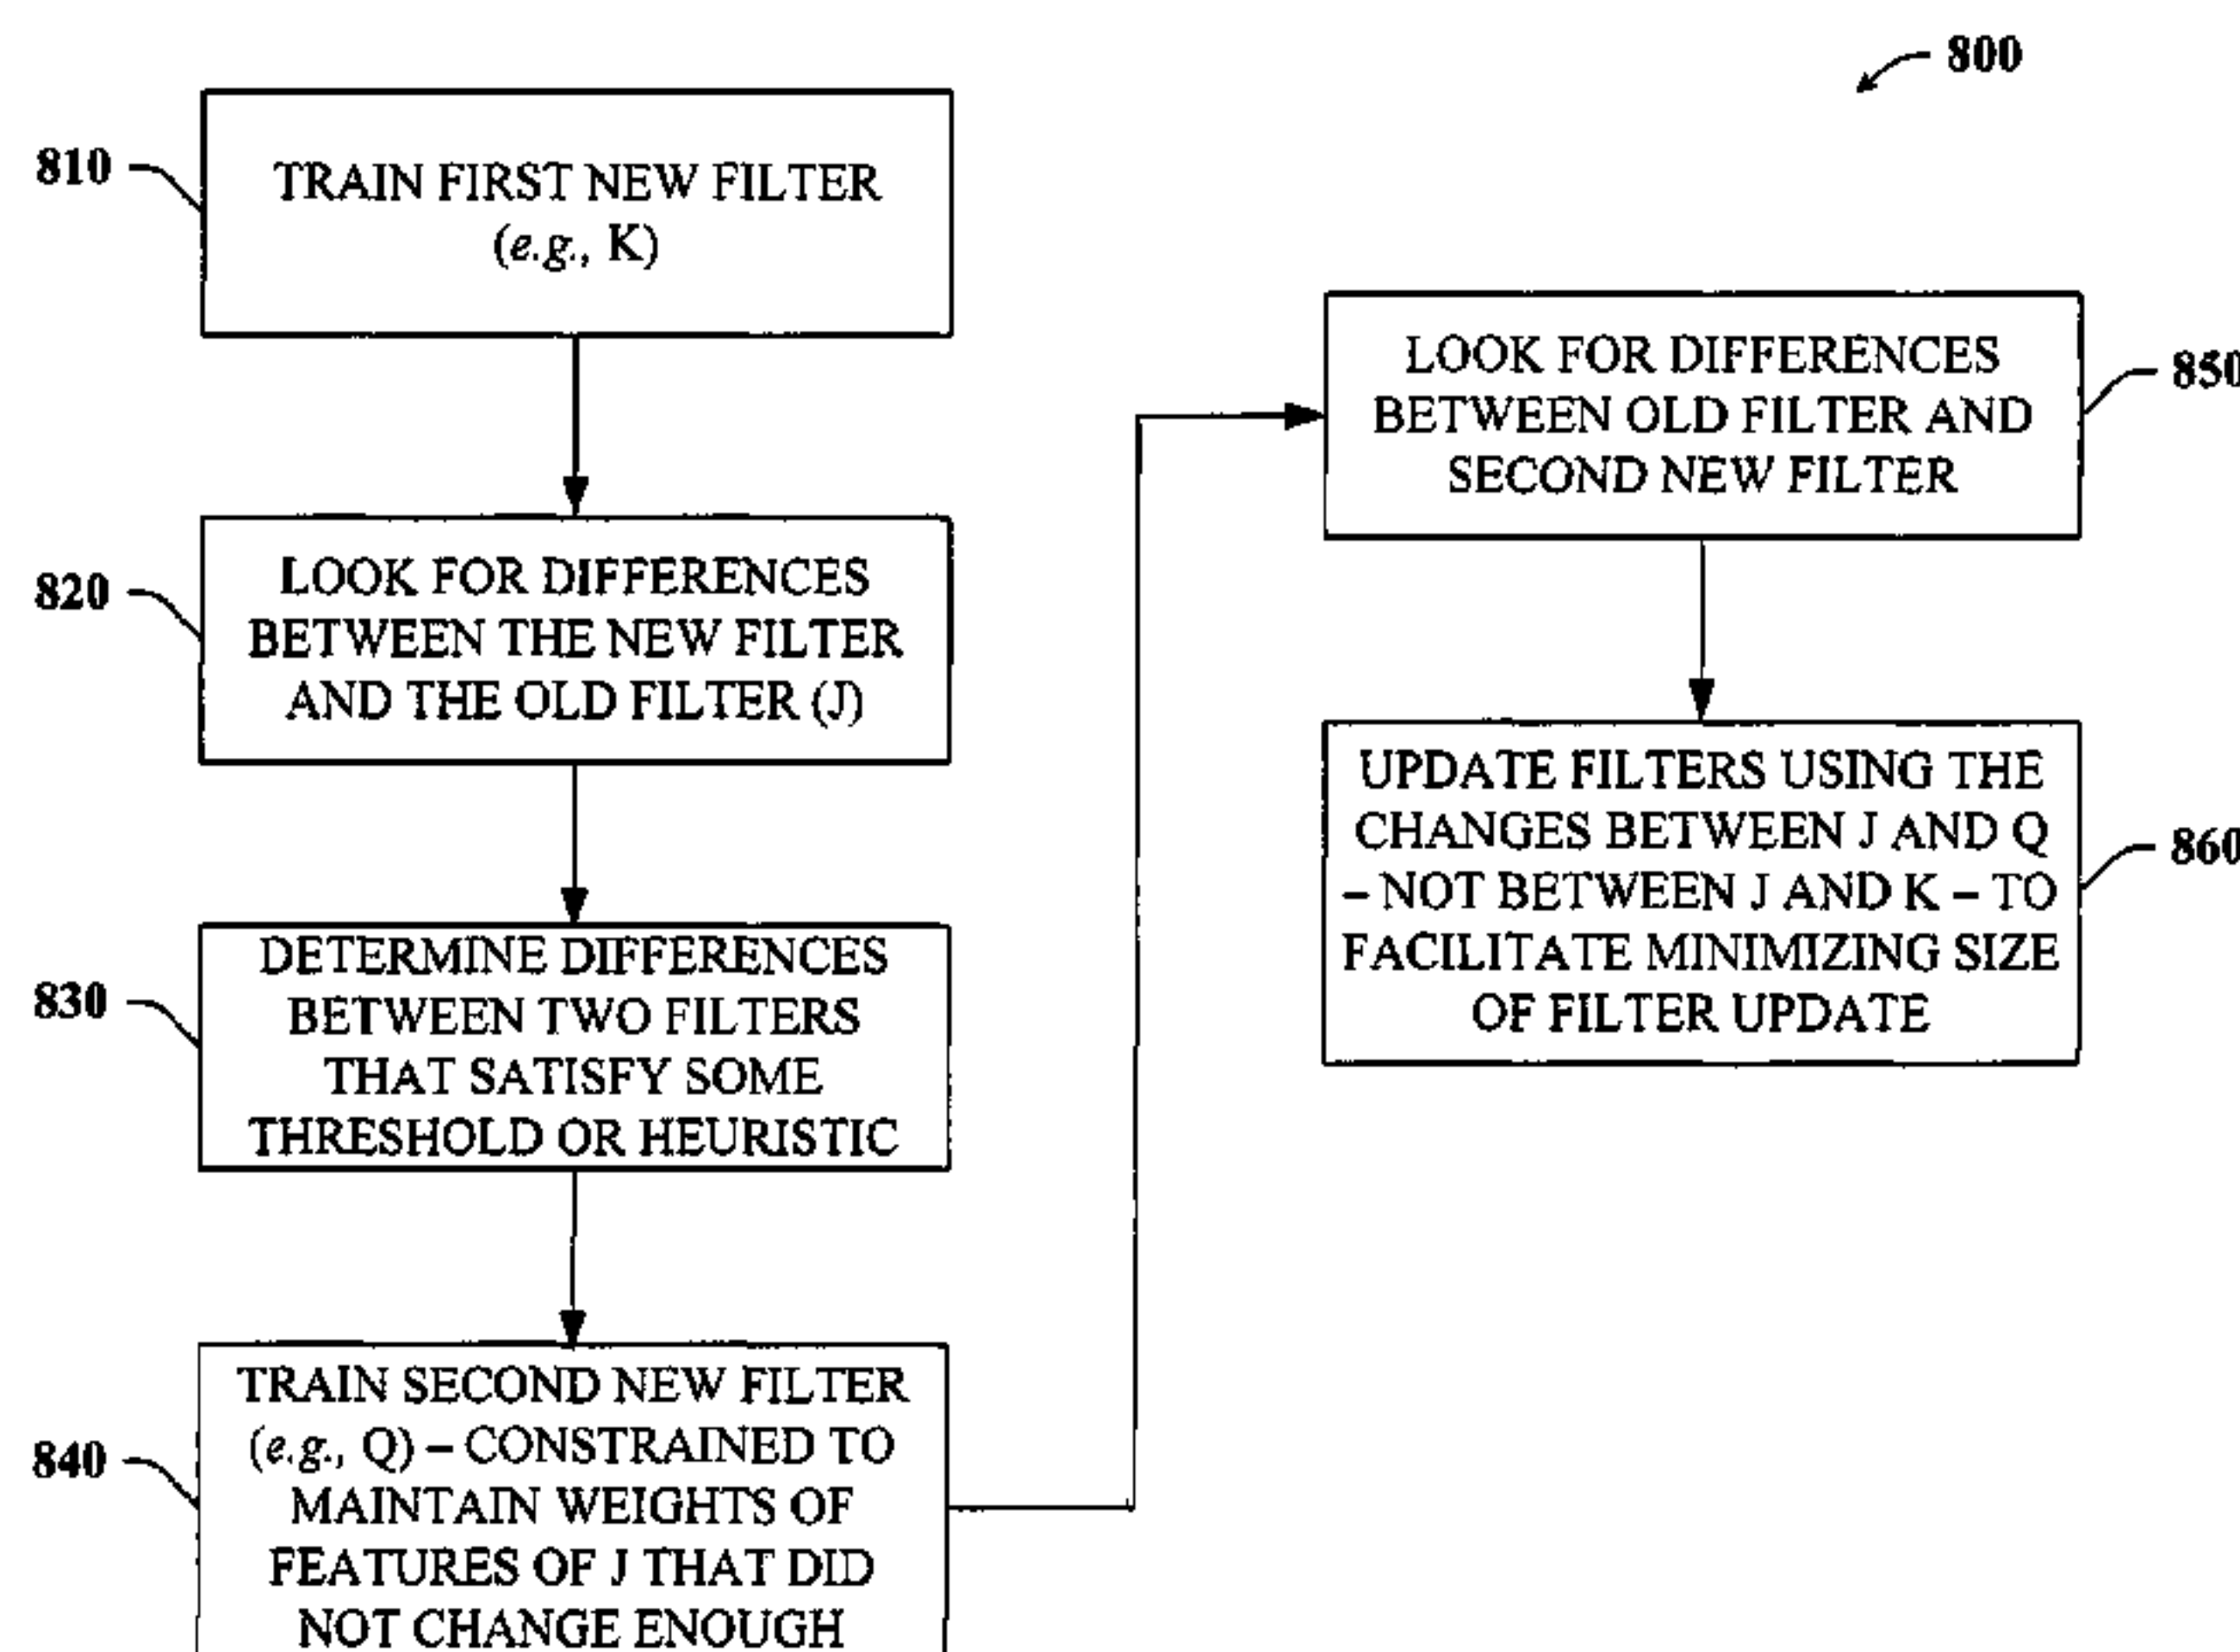 800
810
TRAIN FIRST NEW FILTER
(e.g., K)
820
LOOK FOR DIFFERENCES
BETWEEN THE NEW FILTER
AND THE OLD FILTER (J)
830
DETERMINE DIFFERENCES
BETWEEN TWO FILTERS
THAT SATISFY SOME
THRESHOLD OR HEURISTIC
840
TRAIN SECOND NEW FILTER
(e.g., Q) – CONSTRAINED TO
MAINTAIN WEIGHTS OF
FEATURES OF J THAT DID
NOT CHANGE ENOUGH
LOOK FOR DIFFERENCES
BETWEEN OLD FILTER AND
SECOND NEW FILTER
850
UPDATE FILTERS USING THE
CHANGES BETWEEN J AND Q
– NOT BETWEEN J AND K – TO
FACILITATE MINIMIZING SIZE
OF FILTER UPDATE
860